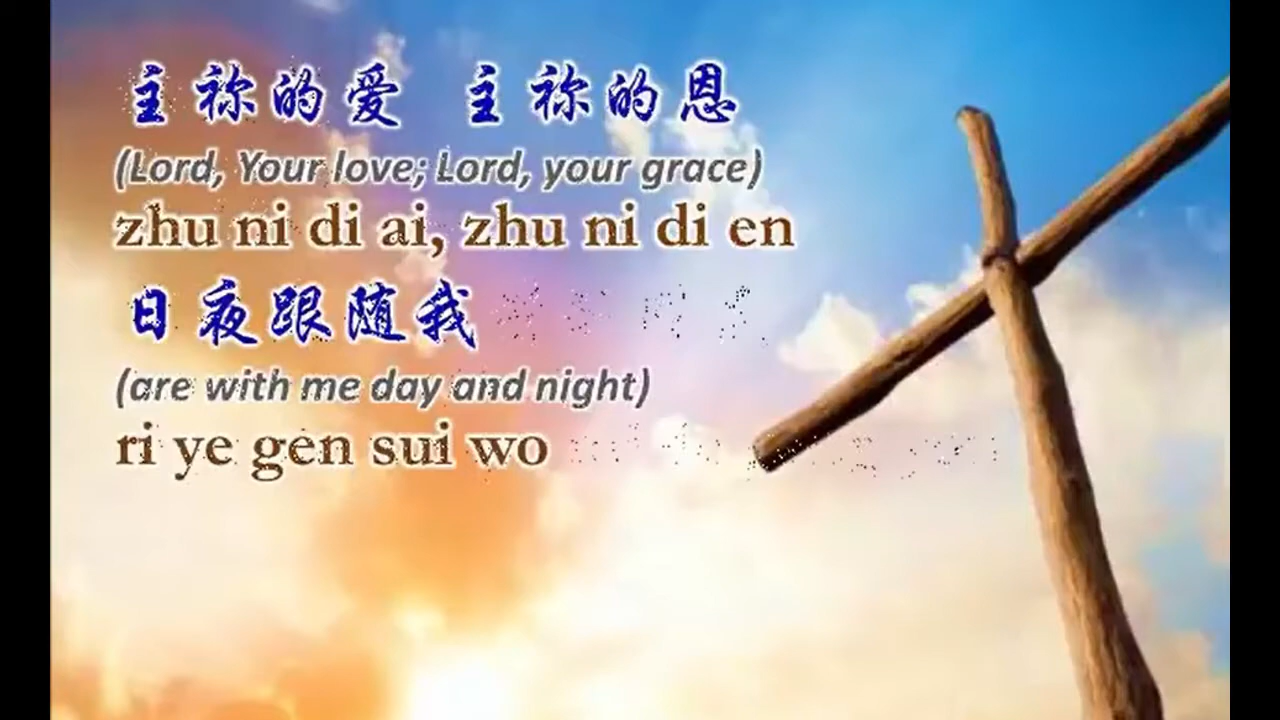 主祢的爱 主祢的恩
(Lord, Your love; Lord, your grace)
zhu ni di ai, zhu ni di en
日夜跟随我
(are with me day and night)
ri ye gen sui wo